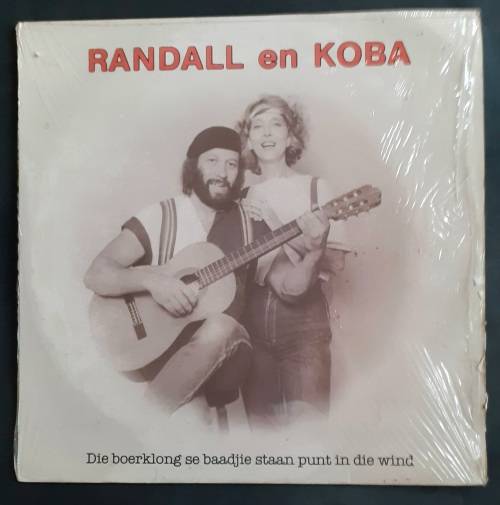 RANDALL en KOBA
Die boerklong se baadjie staan punt in die wind